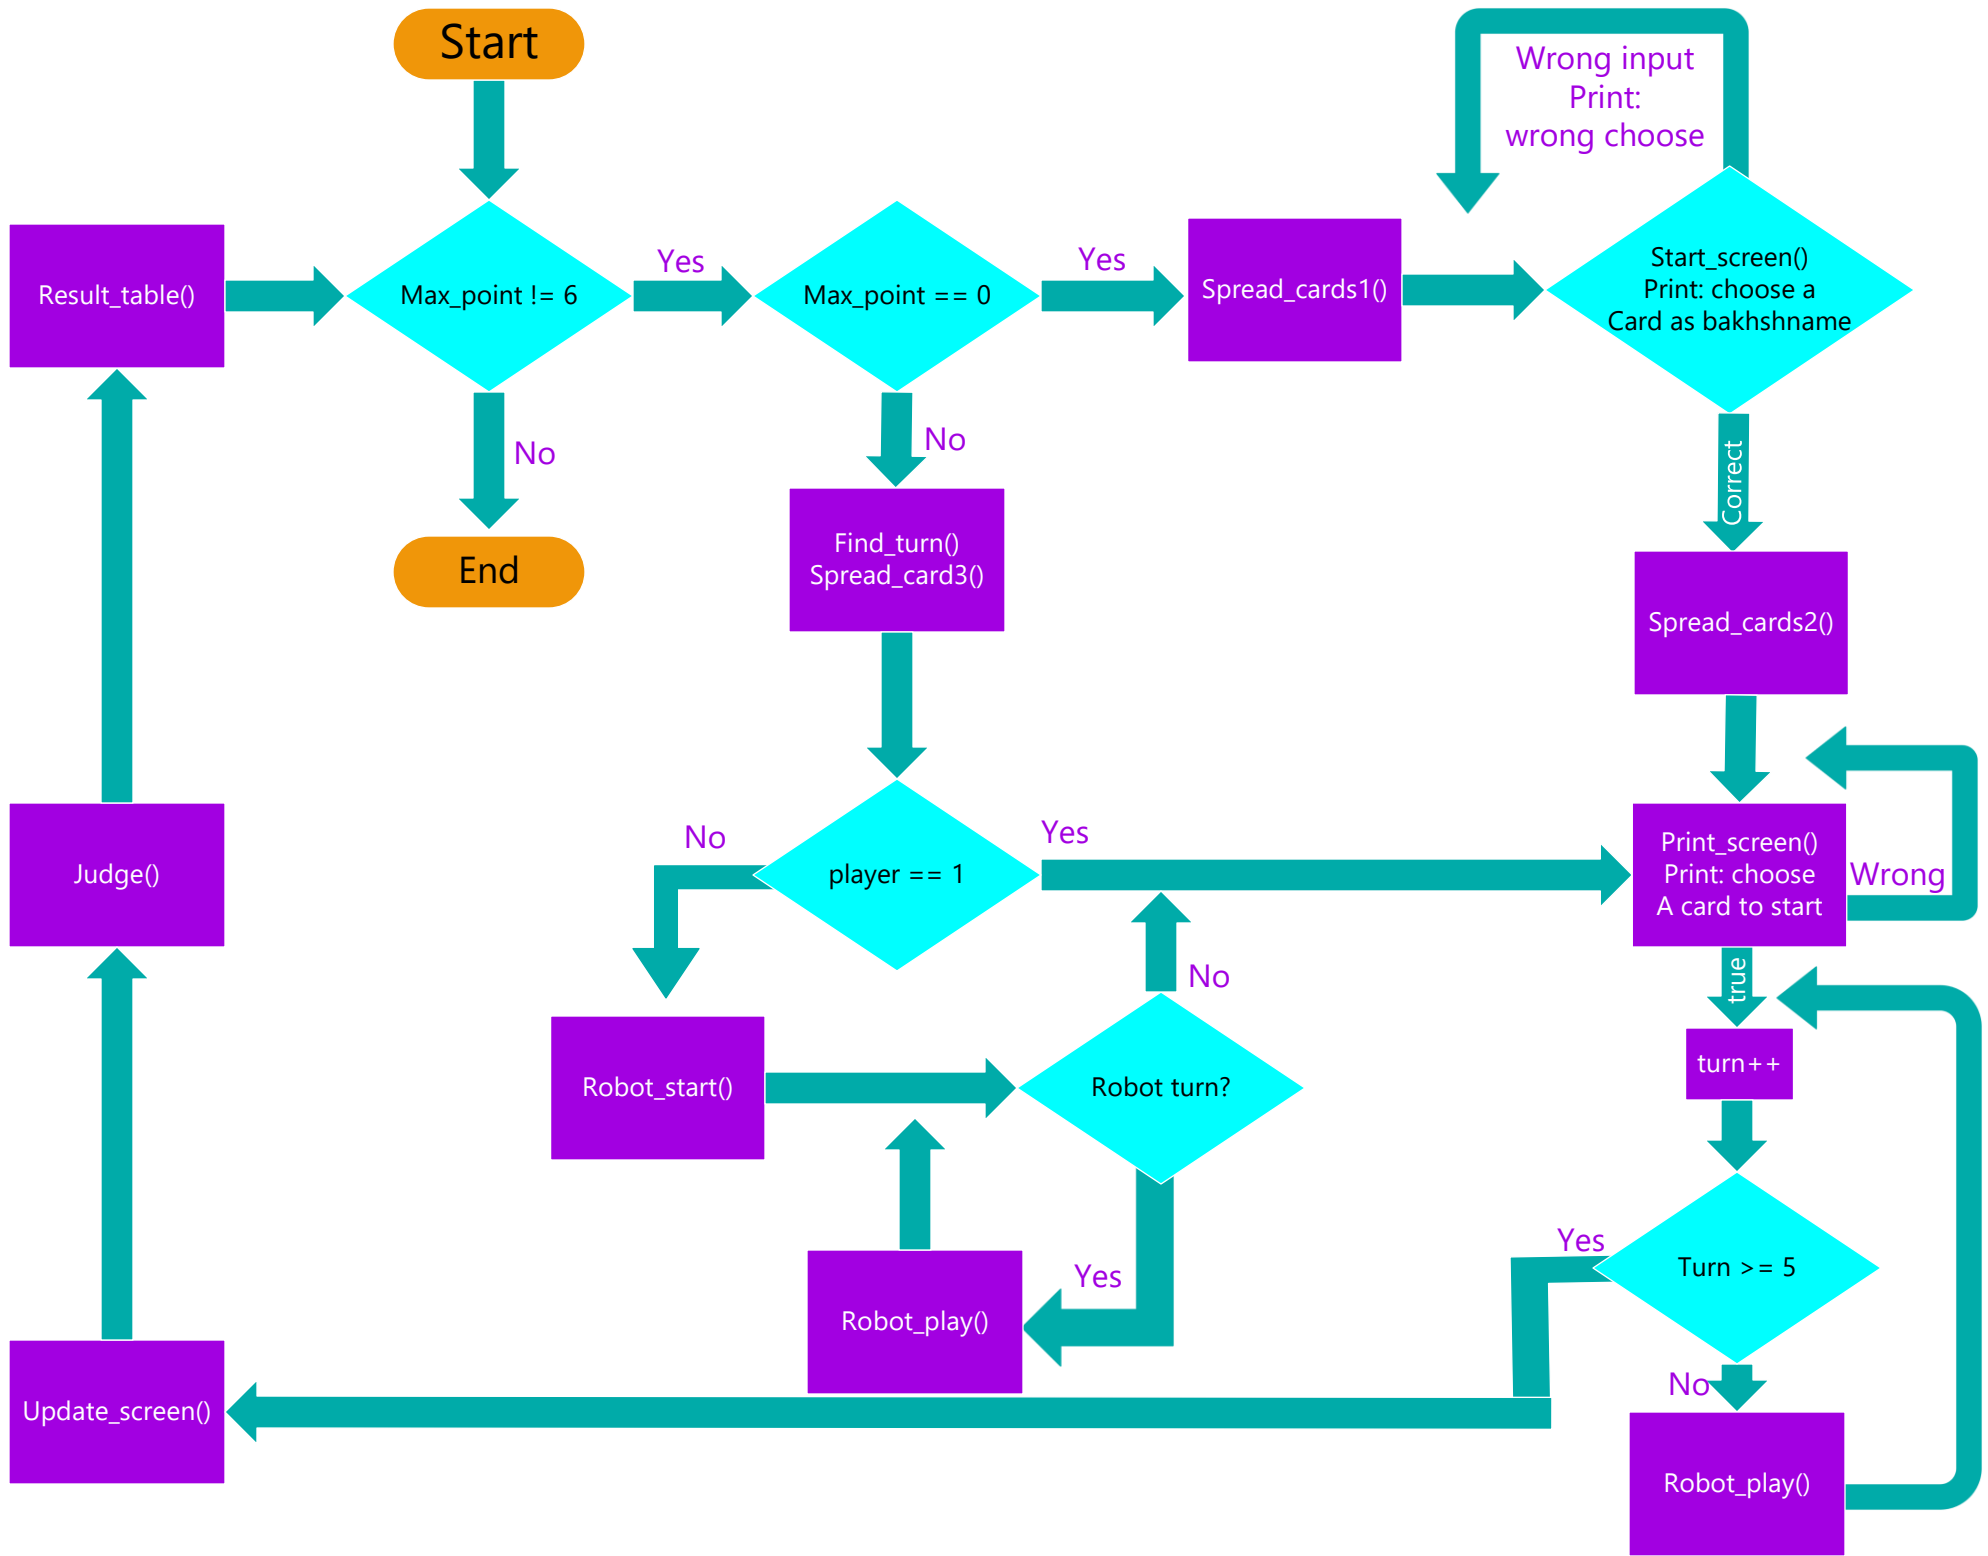 Start
Wrong input
Print:
wrong choose
Result_table()
Max_point != 6
Yes
Max_point == 0
Yes
Spread_cards1()
Start_screen()
Print: choose a
Card as bakhshname
No
No
Correct
End
Find_turn()
Spread_card3()
Spread_cards2()
Judge()
No
player == 1
Yes
Print_screen()
Print: choose
A card to start
Wrong
No
true
Robot_start()
Robot turn?
turn++
Yes
Robot_play()
Yes
Turn >= 5
No
Update_screen()
Robot_play()